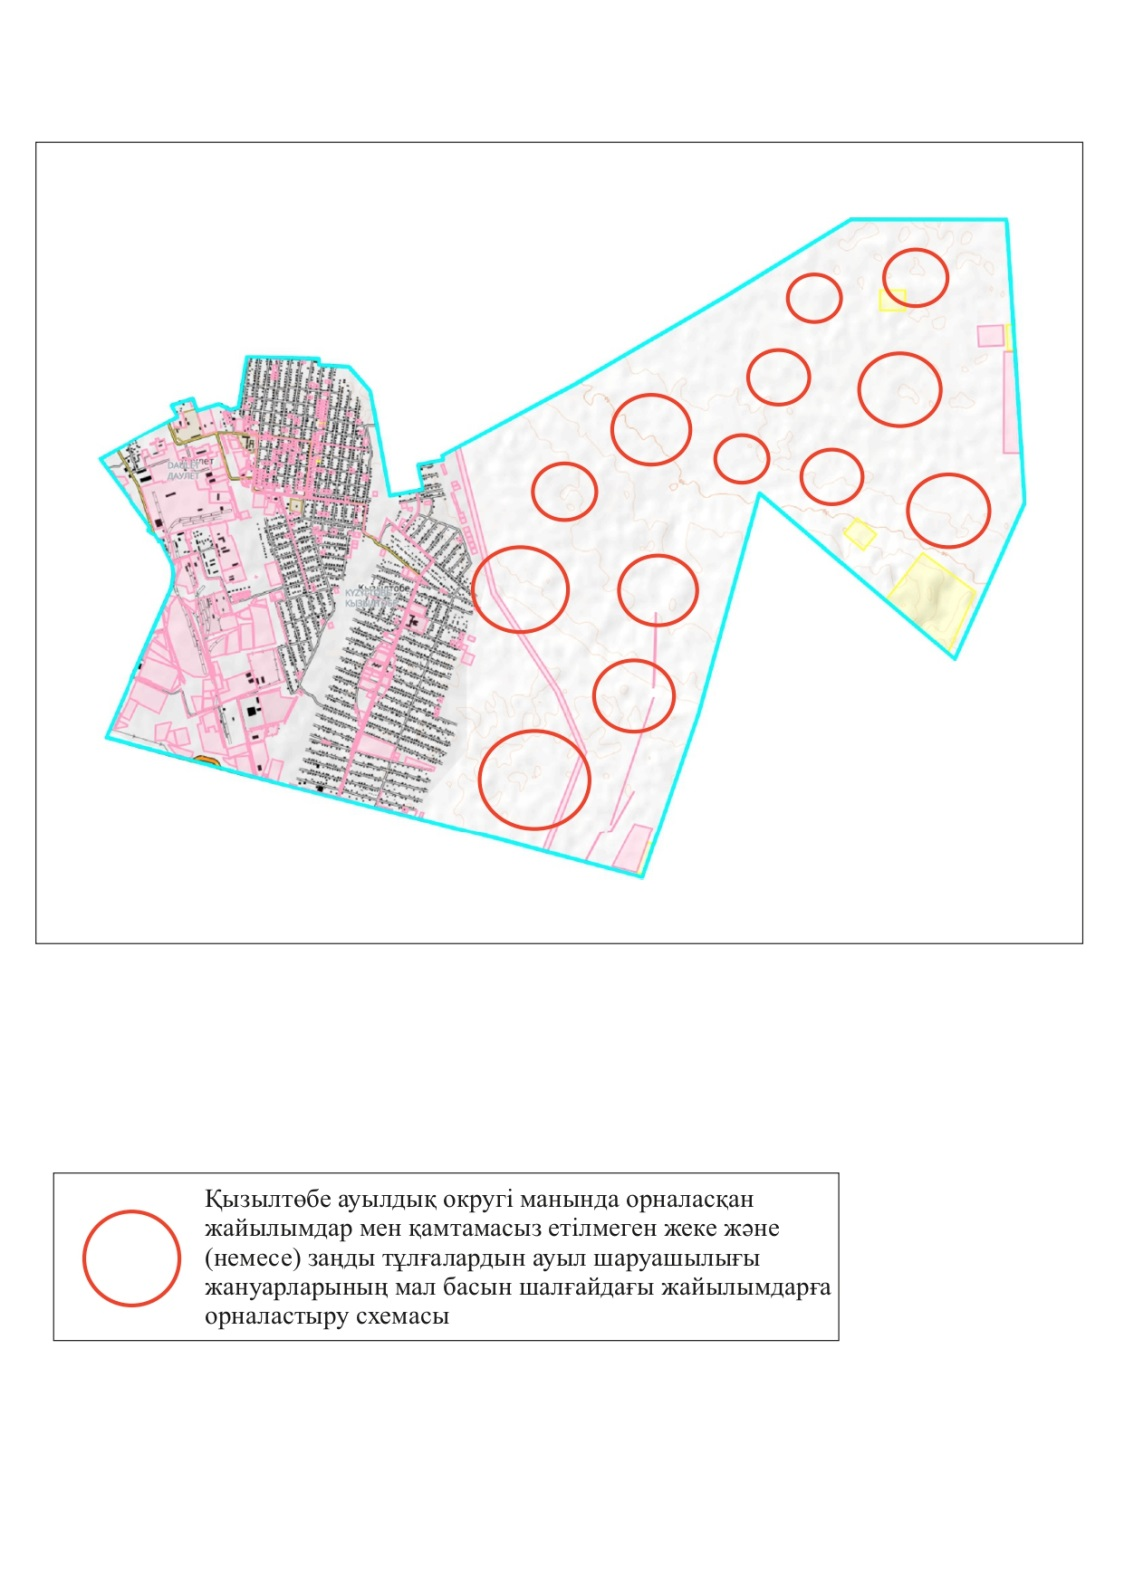 ДАУЛЕТ
Қызылтөбе ауылдық округі манында орналасқан
жайылымдар мен қамтамасыз етілмеген жеке және
(немесе) заңды тұлғалардын ауыл шаруашылығы
жануарларының мал басын шалғайдағы жайылымдарға
орналастыру схемасы